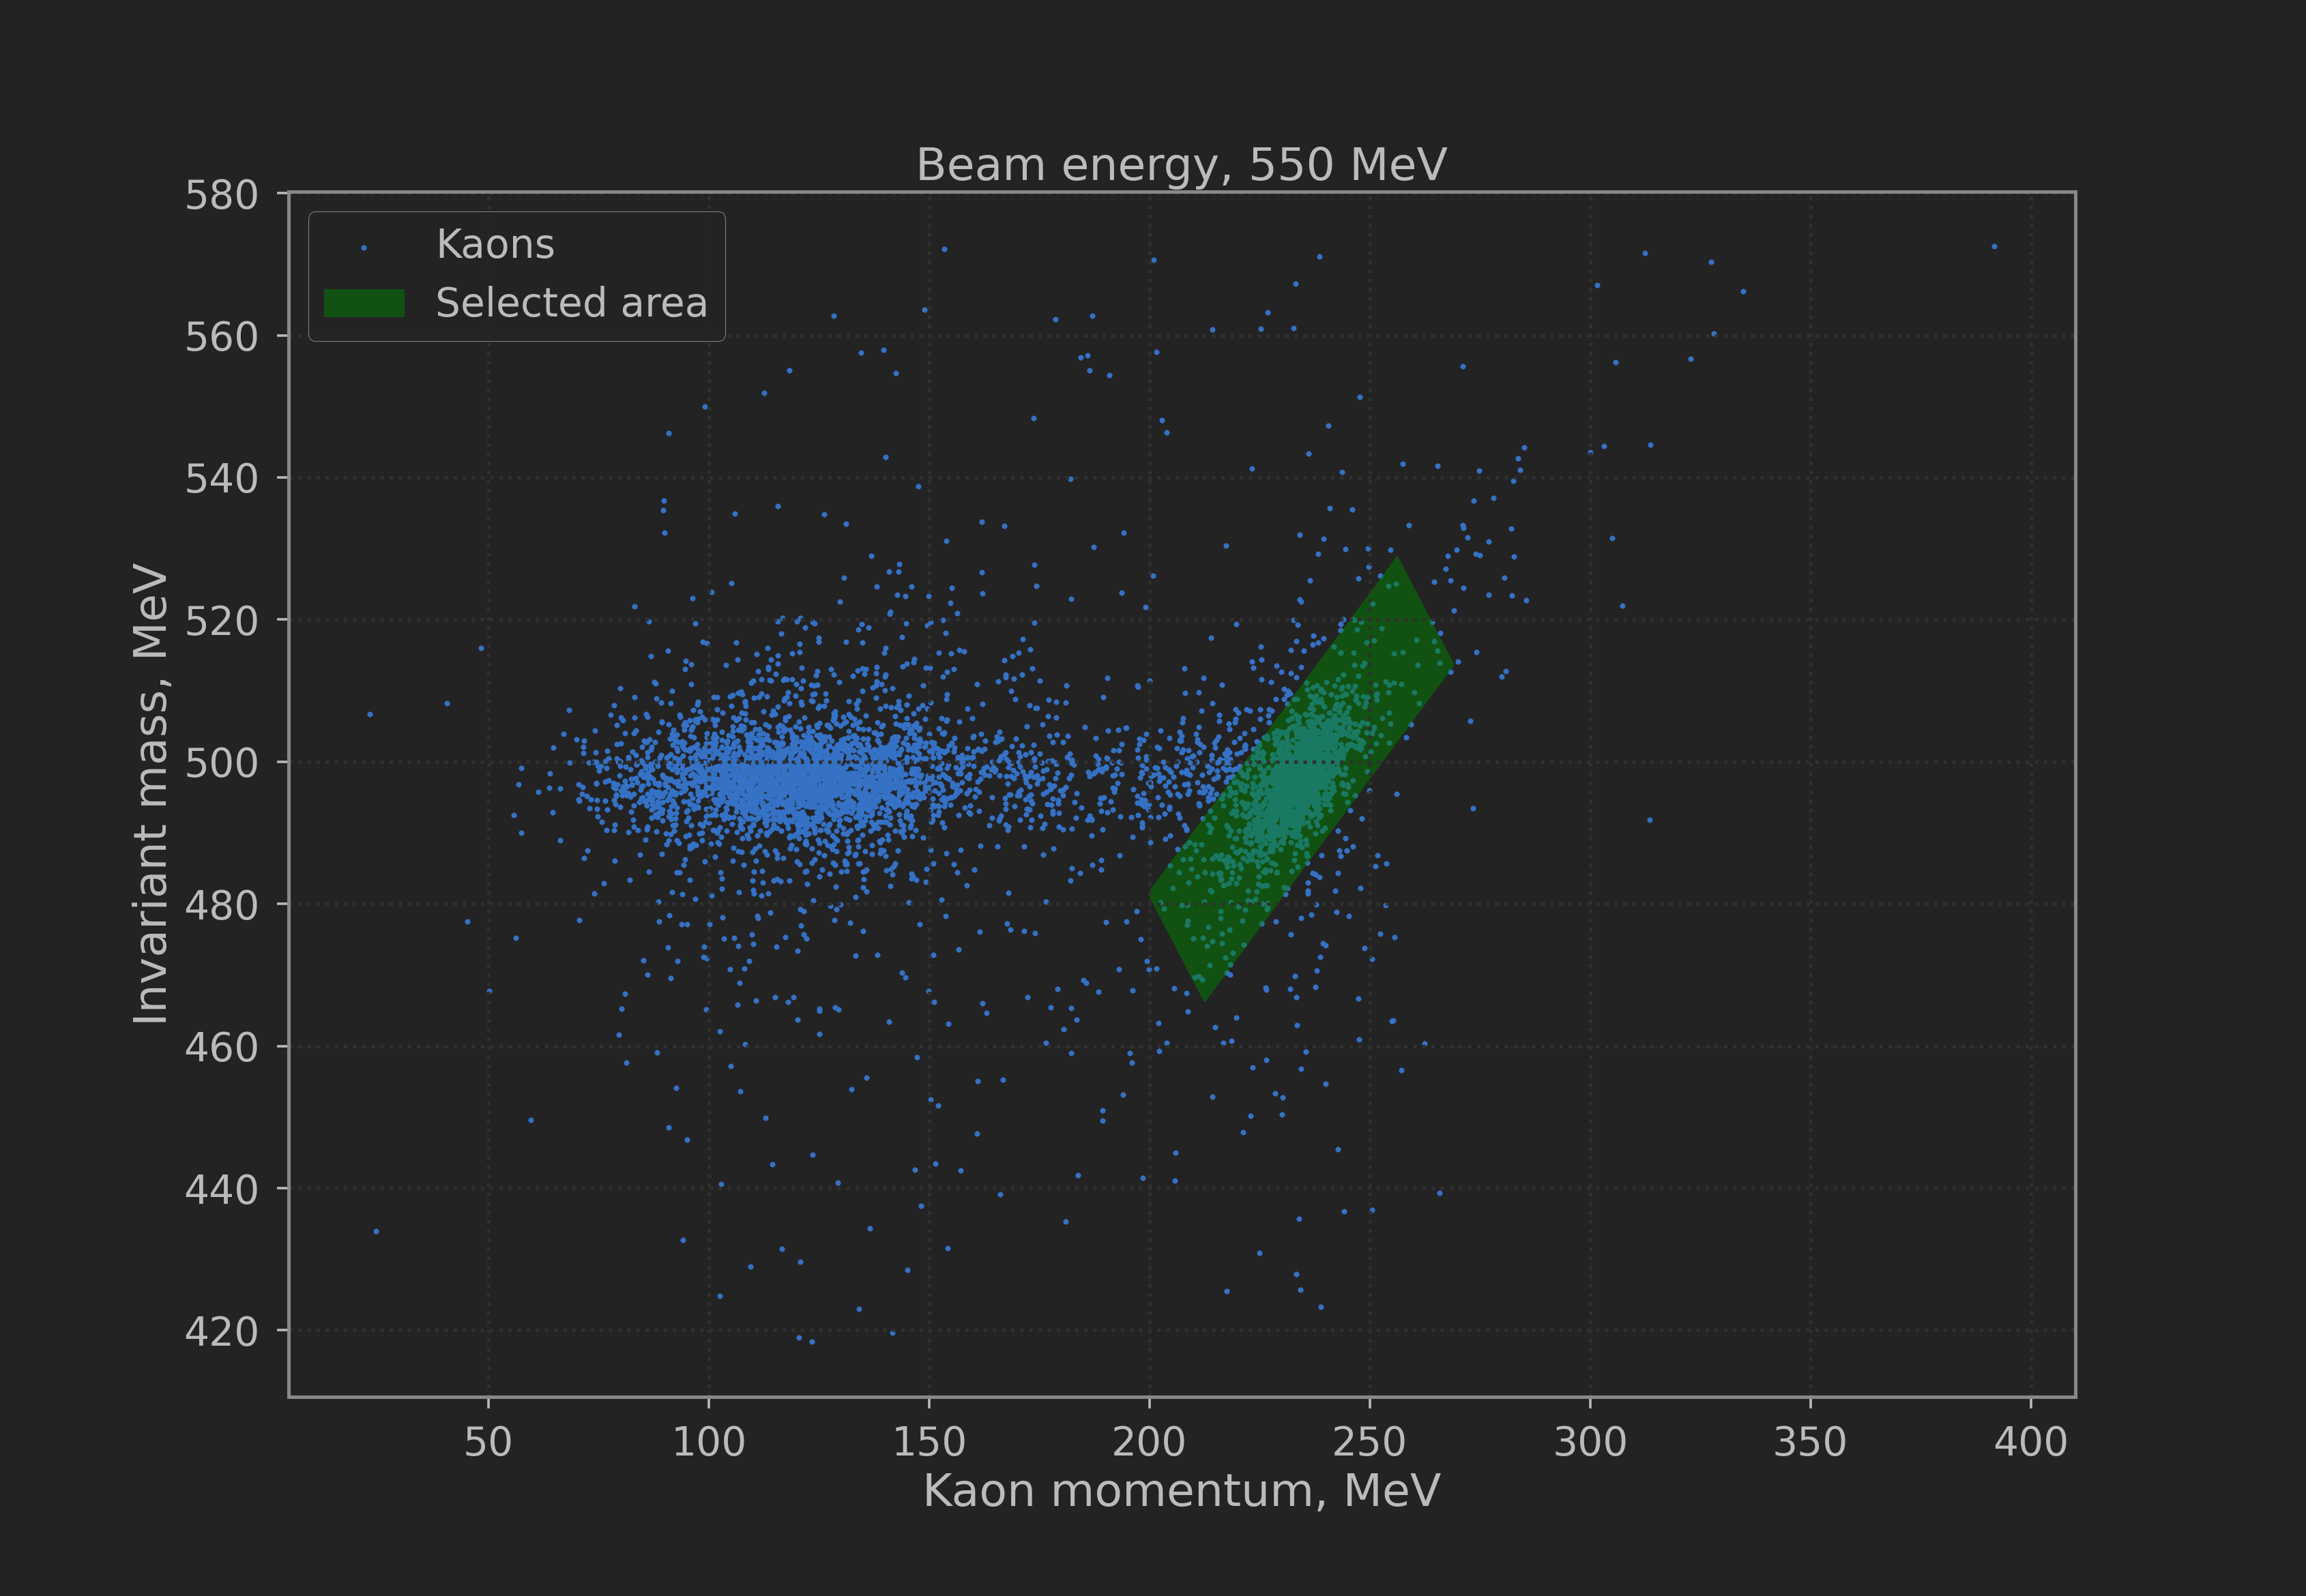 Beam energy, 550 MeV
Kaons
Selected area
580
560
540
520
500
480
460
440
420
Invariant mass, MeV
50 100 150 200 250 300 350 400
Kaon momentum, MeV